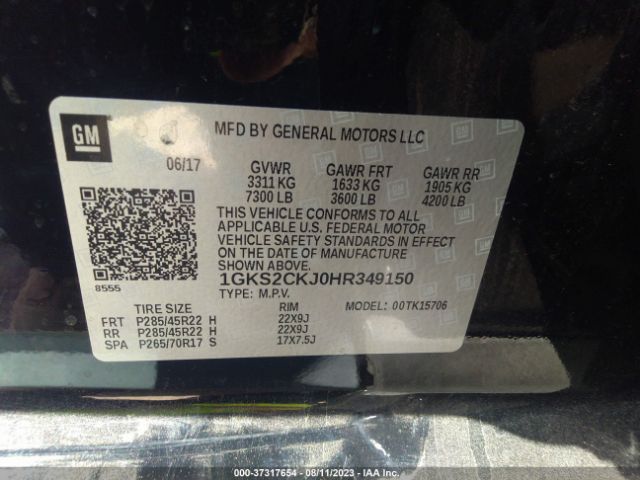 GM
MFD BY GENERAL MOTORS LLC
06/17
GVWR GAWR FRT GAWR RR
3311 KG 1633 KG 1905 KG
7300 LB 3600 LB 4200 LB
THIS VEHICLE CONFORMS TO ALL
APPLICABLE U.S. FEDERAL MOTOR
VEHICLE SAFETY STANDARDS IN EFFECT
ON THE DATE OF MANUFACTURE
SHOWN ABOVE.
8555
1GKS2CKJ0HR349150
TYPE: M.P.V. MODEL: 00TK15706
TIRE SIZE RIM
FRT P285/45R22 H 22X9J
RR P285/45R22 H 22X9J
SPA P265/70R17 S 17X7.5J
000-37317654 - 08/11/2023 - IAA Inc.